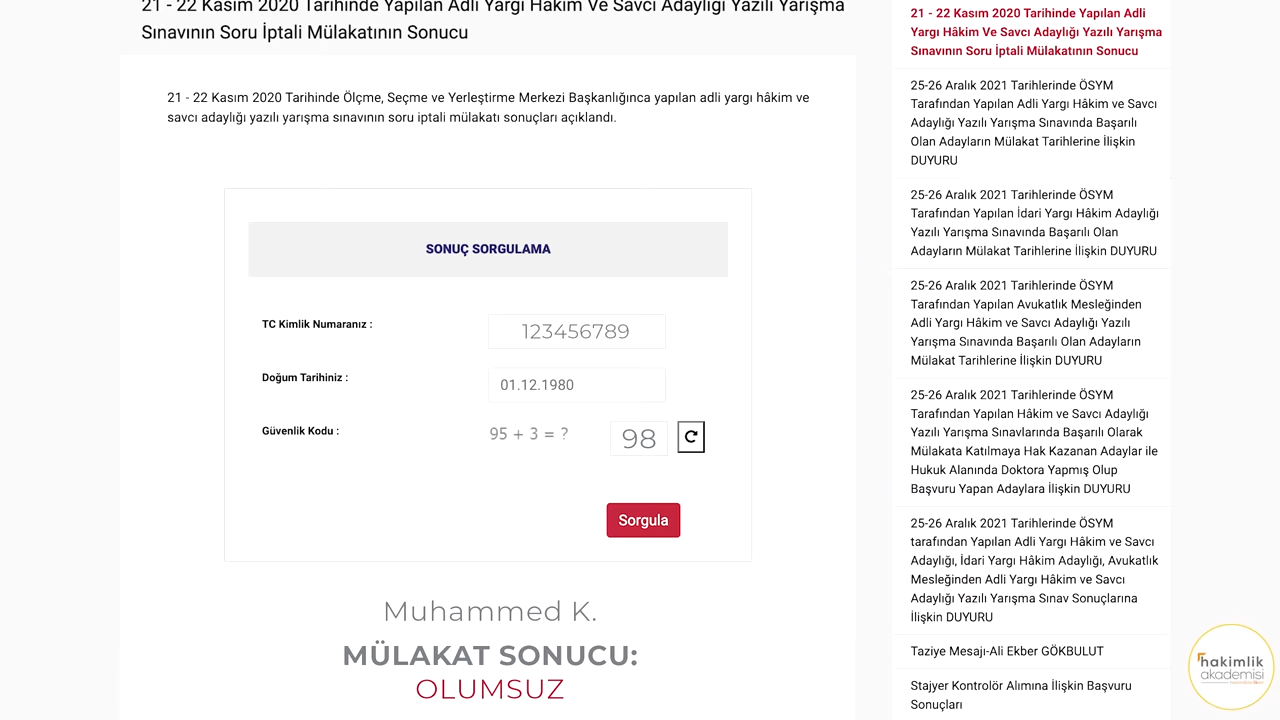 21 - 22 Kasım 2020 Tarihinde Yapılan Adli Yargı Hâkim Ve Savcı Adaylığı Yazılı Yarışma
Sınavının Soru İptali Mülakatının Sonucu
21 - 22 Kasım 2020 Tarihinde Ölçme, Seçme ve Yerleştirme Merkezi Başkanlığınca yapılan adli yargı hâkim ve
savcı adaylığı yazılı yarışma sınavının soru iptali mülakatı sonuçları açıklandı.
SONUÇ SORGULAMA
TC Kimlik Numaranız :
123456789
Doğum Tarihiniz :
01.12.1980
Güvenlik Kodu :
95 + 3 = ?
98
Sorgula
Muhammed K.
MÜLAKAT SONUCU:
OLUMSUZ
21 - 22 Kasım 2020 Tarihinde Yapılan Adli
Yargı Hâkim Ve Savcı Adaylığı Yazılı Yarışma
Sınavının Soru İptali Mülakatının Sonucu
25-26 Aralık 2021 Tarihlerinde ÖSYM
Tarafından Yapılan Adli Yargı Hâkim ve Savcı
Adaylığı Yazılı Yarışma Sınavında Başarılı
Olan Adayların Mülakat Tarihlerine İlişkin
DUYURU
25-26 Aralık 2021 Tarihlerinde ÖSYM
Tarafından Yapılan İdari Yargı Hâkim Adaylığı
Yazılı Yarışma Sınavında Başarılı Olan
Adayların Mülakat Tarihlerine İlişkin DUYURU
25-26 Aralık 2021 Tarihlerinde ÖSYM
Tarafından Yapılan Avukatlık Mesleğinden
Adli Yargı Hâkim ve Savcı Adaylığı Yazılı
Yarışma Sınavında Başarılı Olan Adayların
Mülakat Tarihlerine İlişkin DUYURU
25-26 Aralık 2021 Tarihlerinde ÖSYM
Tarafından Yapılan Hâkim ve Savcı Adaylığı
Yazılı Yarışma Sınavlarında Başarılı Olarak
Mülakata Katılmaya Hak Kazanan Adaylar ile
Hukuk Alanında Doktora Yapmış Olup
Başvuru Yapan Adaylara İlişkin DUYURU
25-26 Aralık 2021 Tarihlerinde ÖSYM
tarafından Yapılan Adli Yargı Hâkim ve Savcı
Adaylığı, İdari Yargı Hâkim Adaylığı, Avukatlık
Mesleğinden Adli Yargı Hâkim ve Savcı
Adaylığı Yazılı Yarışma Sınav Sonuçlarına
İlişkin DUYURU
Taziye Mesajı-Ali Ekber GÖKBULUT
Stajyer Kontrolör Alımına İlişkin Başvuru
Sonuçları
hakimlik
akademisi